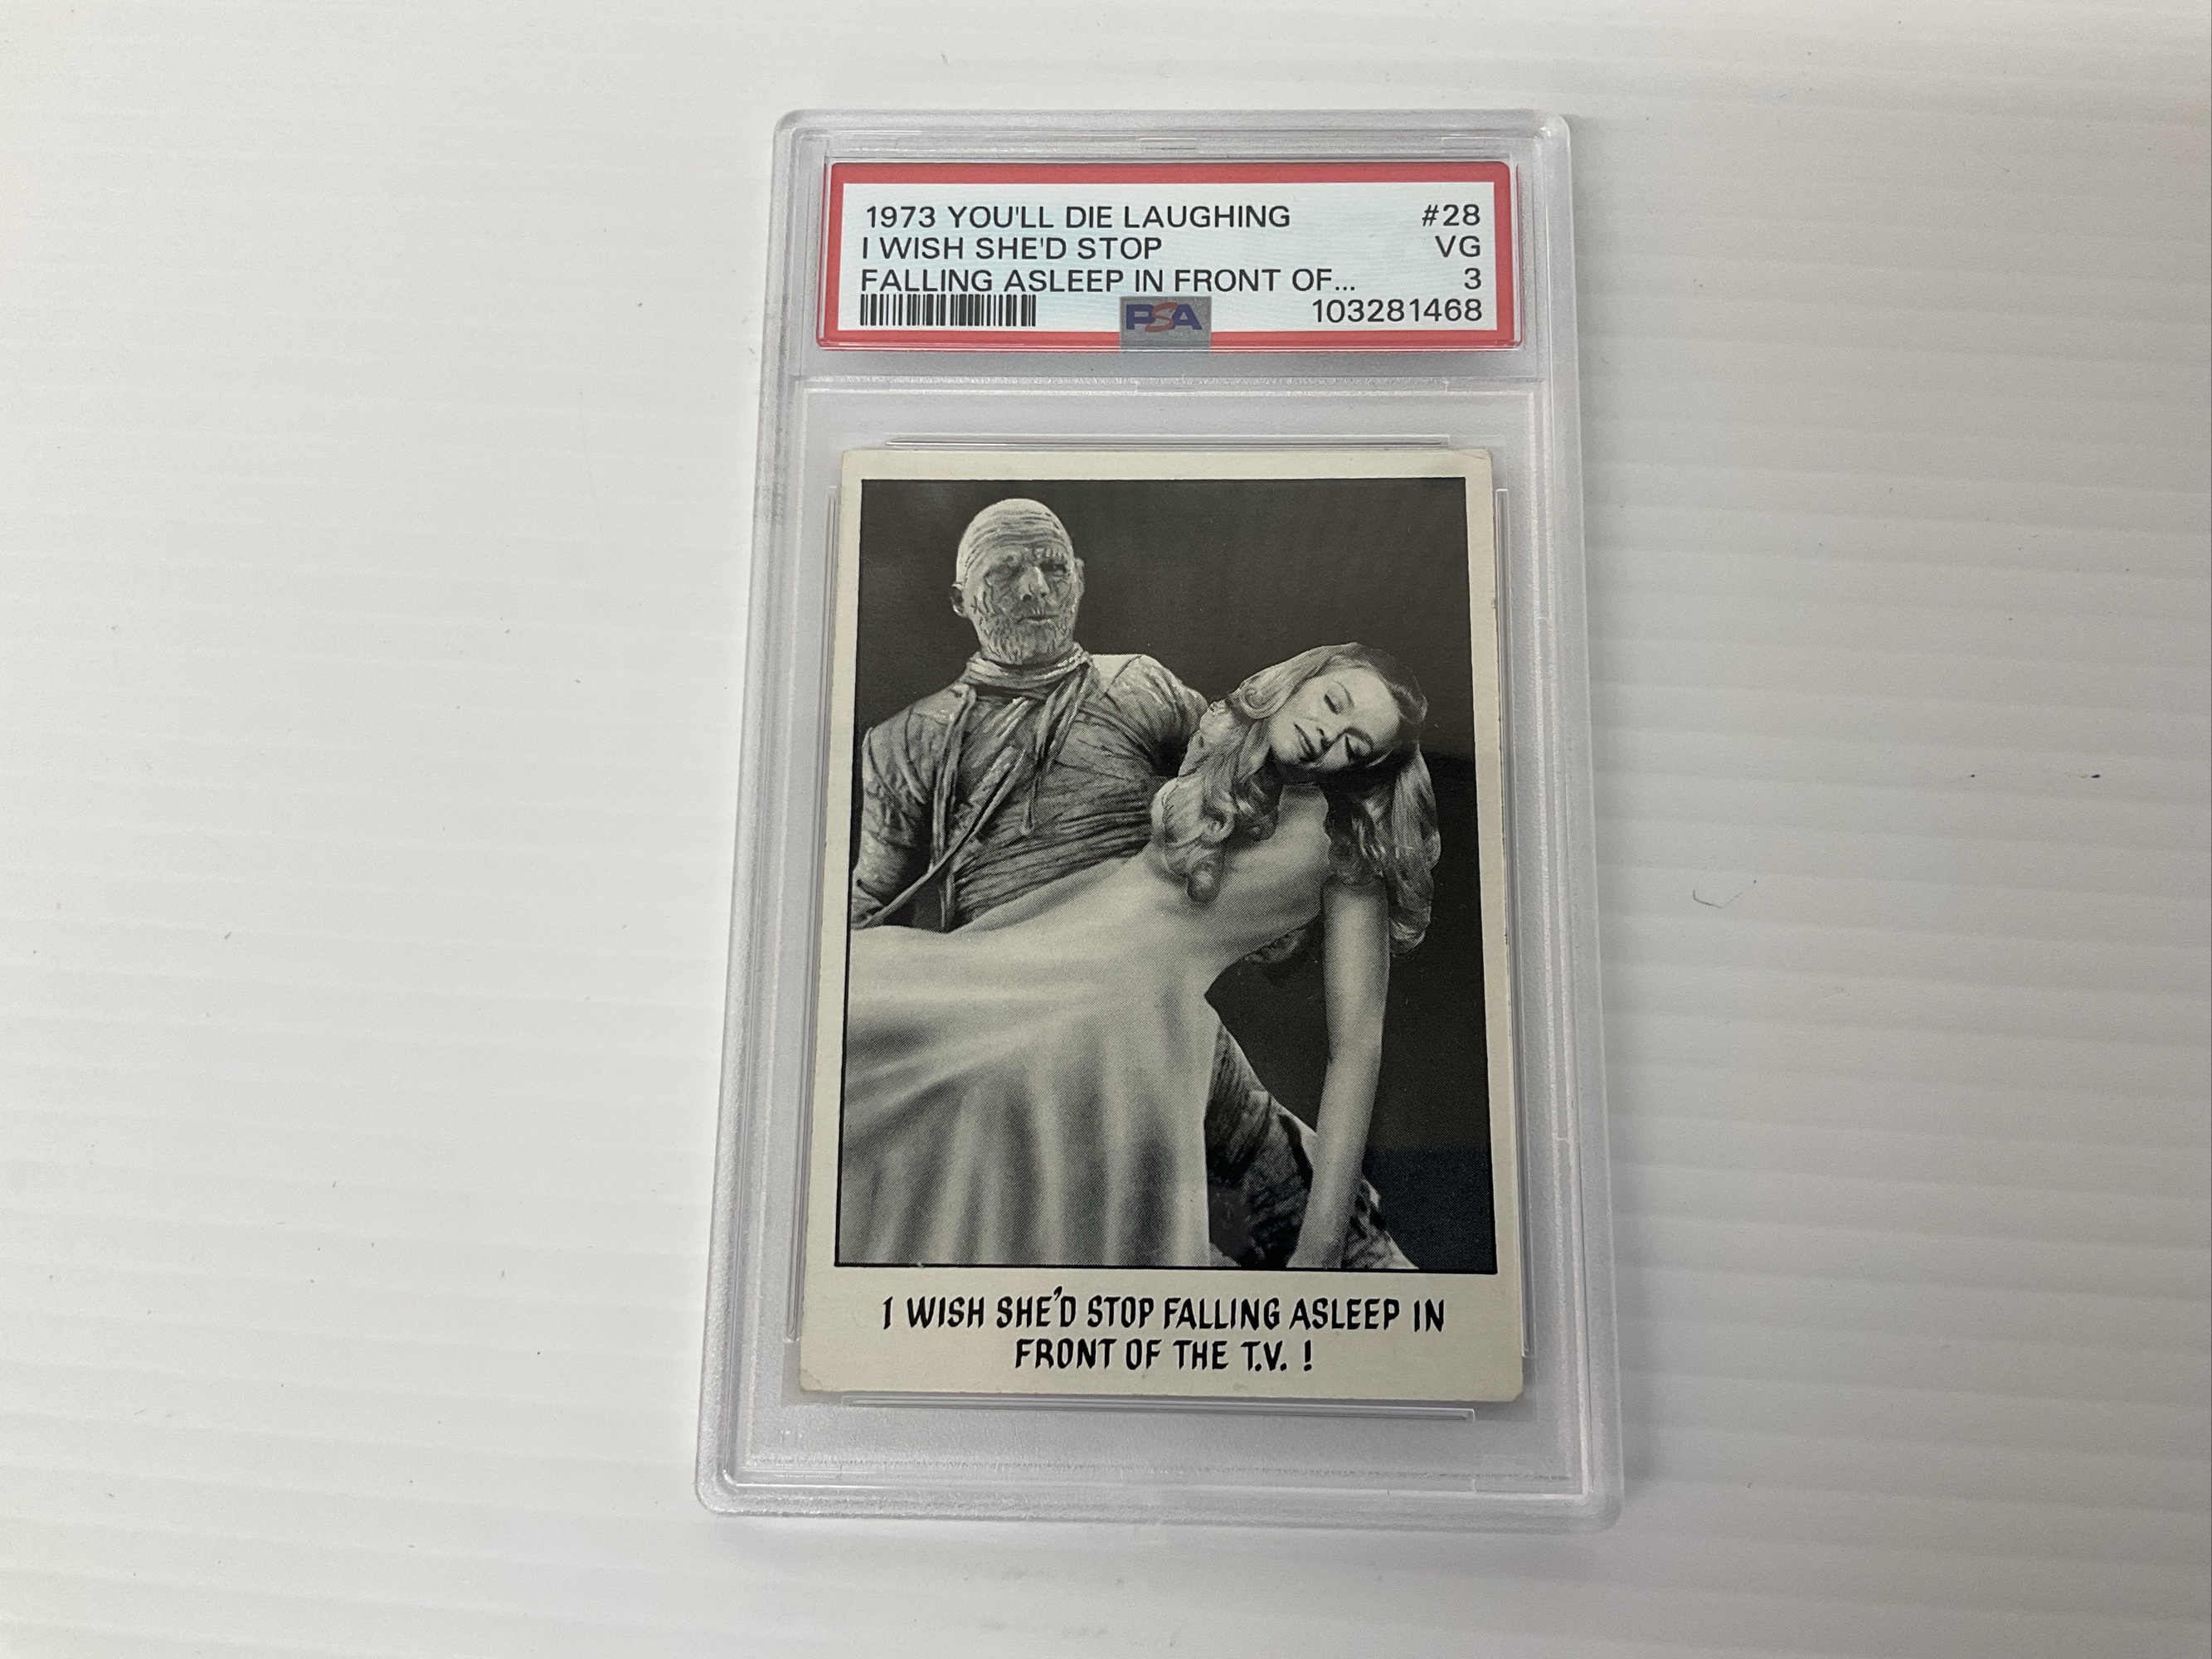 1973 YOU'LL DIE LAUGHING #28
I WISH SHE'D STOP VG
FALLING ASLEEP IN FRONT OF... 3
PSA 103281468
I WISH SHE'D STOP FALLING ASLEEP IN
FRONT OF THE T.V. !